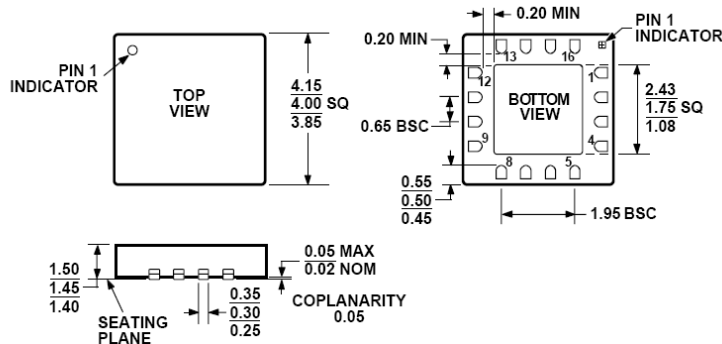 PIN 1
INDICATOR
TOP
VIEW
4.15
4.00 SQ
3.85
0.20 MIN
0.20 MIN
PIN 1
INDICATOR
13
16
12
1
BOTTOM
VIEW
0.65 BSC
9
4
8
5
2.43
1.75 SQ
1.08
0.55
0.50
0.45
1.95 BSC
1.50
1.45
1.40
SEATING
PLANE
0.35
0.30
0.25
0.05 MAX
0.02 NOM
COPLANARITY
0.05